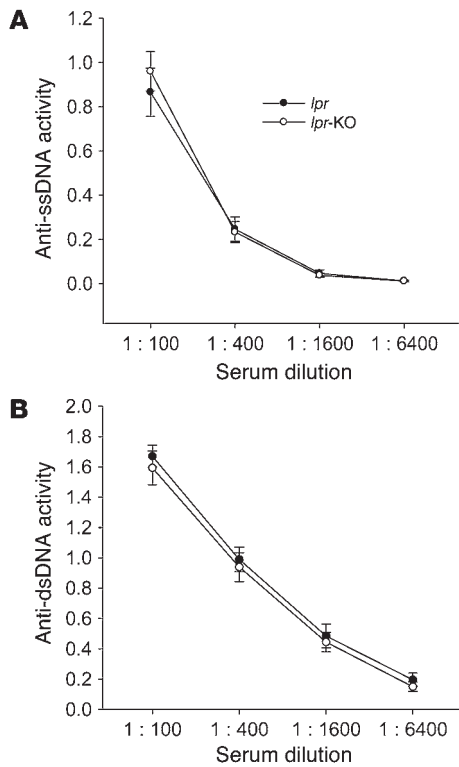 A
1.2
1.0
0.8
0.6
0.4
0.2
0.0
Anti-ssDNA activity
lpr
lpr-KO
1 : 100 1 : 400 1 : 1600 1 : 6400
Serum dilution
B
2.0
1.8
1.6
1.4
1.2
1.0
0.8
0.6
0.4
0.2
0.0
Anti-dsDNA activity
1 : 100 1 : 400 1 : 1600 1 : 6400
Serum dilution